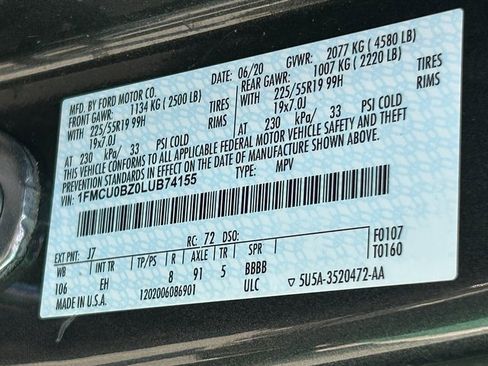 MFD. BY FORD MOTOR CO.
06/20 GVWR: 2077 KG (4580 LB)
FRONT GAWR: 1134 KG (2500 LB) REAR GAWR: 1007 KG (2220 LB)
WITH 225/55R19 99H TIRES WITH 225/55R19 99H TIRES
19x7.0J RIMS 19x7.0J RIMS
AT 230 kPa/ 33 PSI COLD AT 230 kPa/ 33 PSI COLD
THIS VEHICLE CONFORMS TO ALL APPLICABLE FEDERAL MOTOR VEHICLE SAFETY AND THEFT
PREVENTION STANDARDS IN EFFECT ON THE DATE OF MANUFACTURE SHOWN ABOVE.
VIN: 1FMCU0BZ0LUB74155 TYPE: MPV
F0107
T0160
EXT PNT: J7 RC: 72 DSO:
WB INT TR TP/PS R AX TR SPR
106 EH 8 91 5 BBBB
MADE IN U.S.A. 1202006086901 ULC 5U5A-3520472-AA